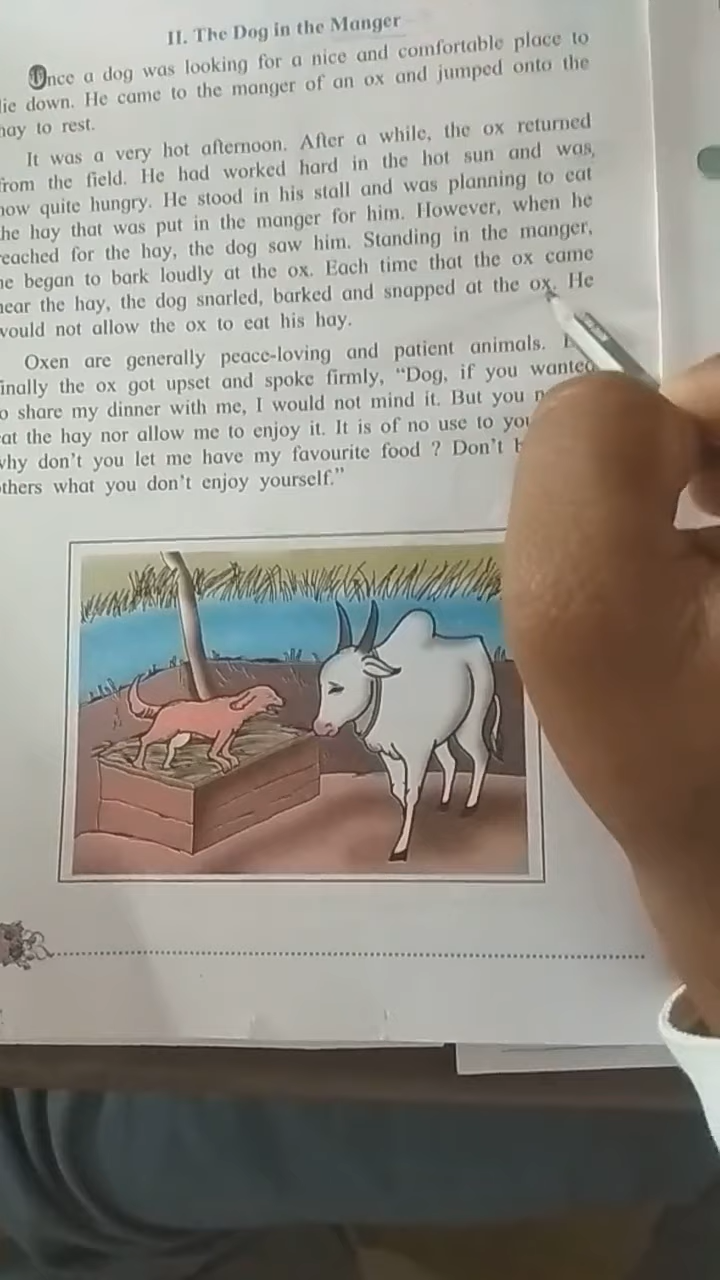 II. The Dog in the Manger
Once a dog was looking for a nice and comfortable place to
lie down. He came to the manger of an ox and jumped onto the
hay to rest.
It was a very hot afternoon. After a while, the ox returned
from the field. He had worked hard in the hot sun and was,
now quite hungry. He stood in his stall and was planning to eat
the hay that was put in the manger for him. However, when he
reached for the hay, the dog saw him. Standing in the manger,
he began to bark loudly at the ox. Each time that the ox came
near the hay, the dog snarled, barked and snapped at the ox. He
would not allow the ox to eat his hay.
Oxen are generally peace-loving and patient animals.
finally the ox got upset and spoke firmly, “Dog, if you wanted
to share my dinner with me, I would not mind it. But you
eat the hay nor allow me to enjoy it. It is of no use to you
why don’t you let me have my favourite food ? Don’t
others what you don’t enjoy yourself.”